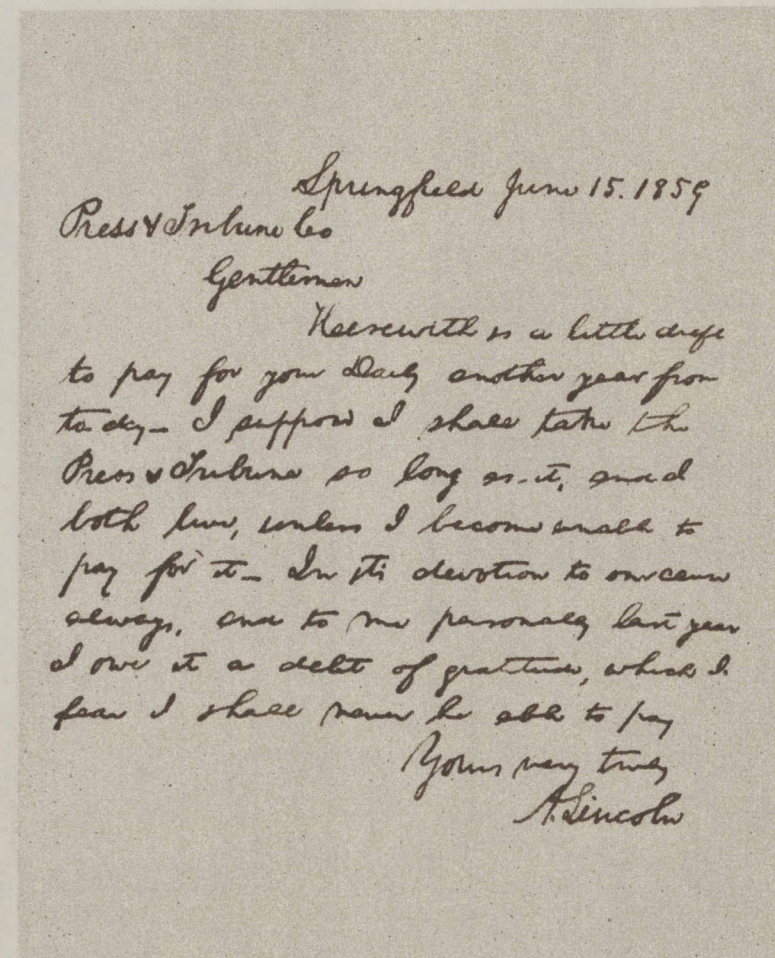 Springfield June 15. 1859
Press & Tribune Co
Gentlemen
Herewith is a little draft
to pay for your Daily another year from
to-day — I suppose I shall take the
Press & Tribune so long as it, and I
both live, unless I become unable to
pay for it — In its devotion to our cause
always, and to me personally last year
I owe it a debt of gratitude, which I
fear I shall never be able to pay
Yours very truly
A. Lincoln